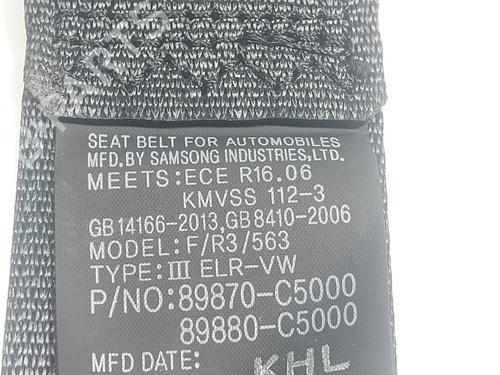 SEAT BELT FOR AUTOMOBILES
MFD.BY SAMSONG INDUSTRIES,LTD.
MEETS:ECE R16.06
KMVSS 112-3
GB14166-2013,GB8410-2006
MODEL:F/R3/563
TYPE:III ELR-VW
P/NO:89870-C5000
89880-C5000
MFD DATE: KHL